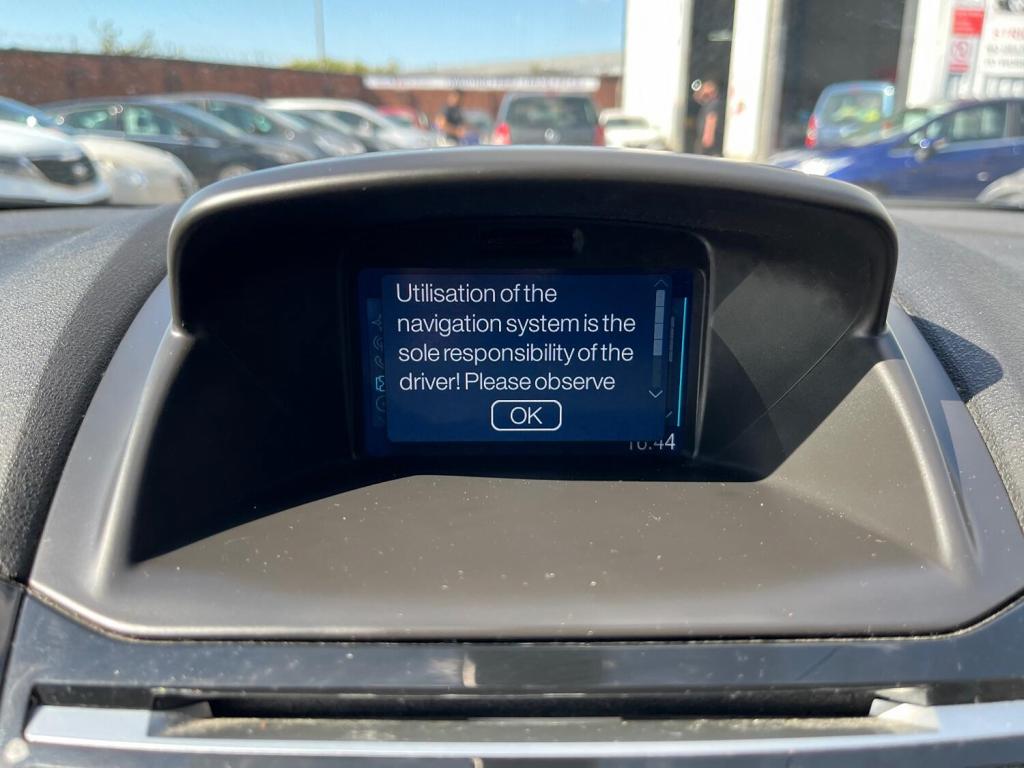 Utilisation of the
navigation system is the
sole responsibility of the
driver! Please observe
OK